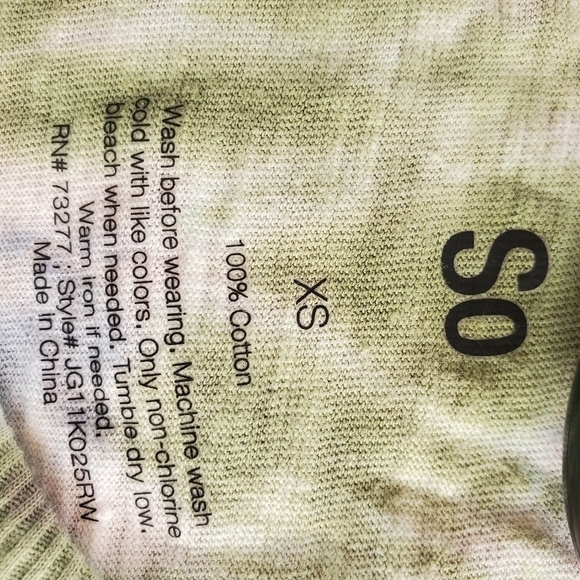 SO
XS
100% Cotton
Wash before wearing. Machine wash
cold with like colors. Only non-chlorine
bleach when needed. Tumble dry low.
Warm iron if needed.
RN# 73277 ; Style# JG11K025RW
Made in China